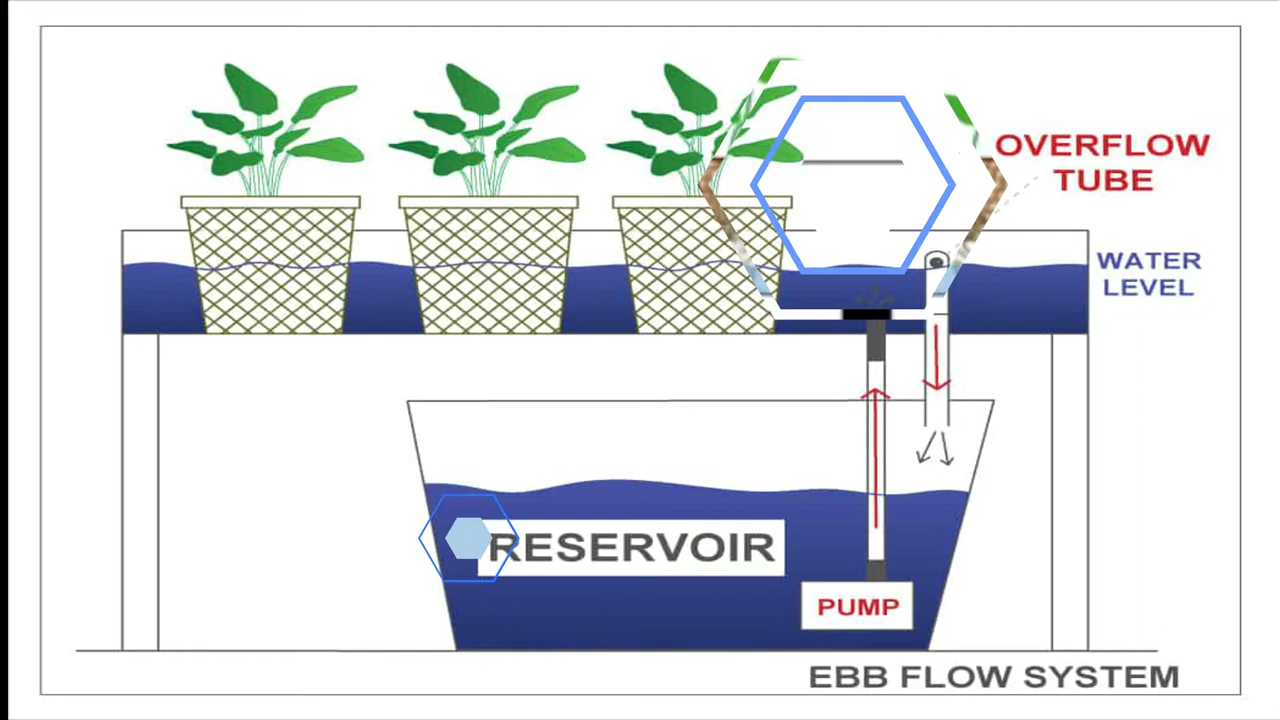 OVERFLOW
TUBE
WATER
LEVEL
RESERVOIR
PUMP
EBB FLOW SYSTEM